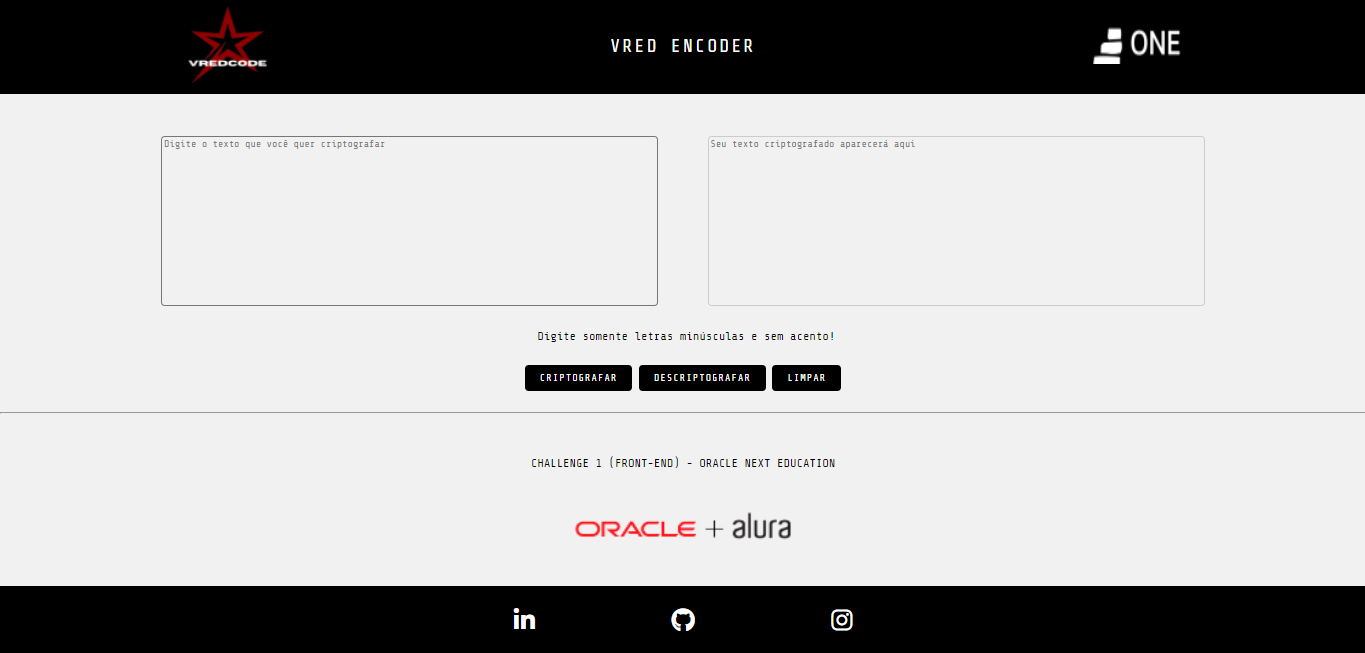 VREDCODE
VRED ENCODER
ONE
Digite o texto que você quer criptografar
Seu texto criptografado aparecerá aqui
Digite somente letras minúsculas e sem acento!
CRIPTOGRAFAR
DESCRIPTOGRAFAR
LIMPAR
CHALLENGE 1 (FRONT-END) - ORACLE NEXT EDUCATION
ORACLE + alura
in